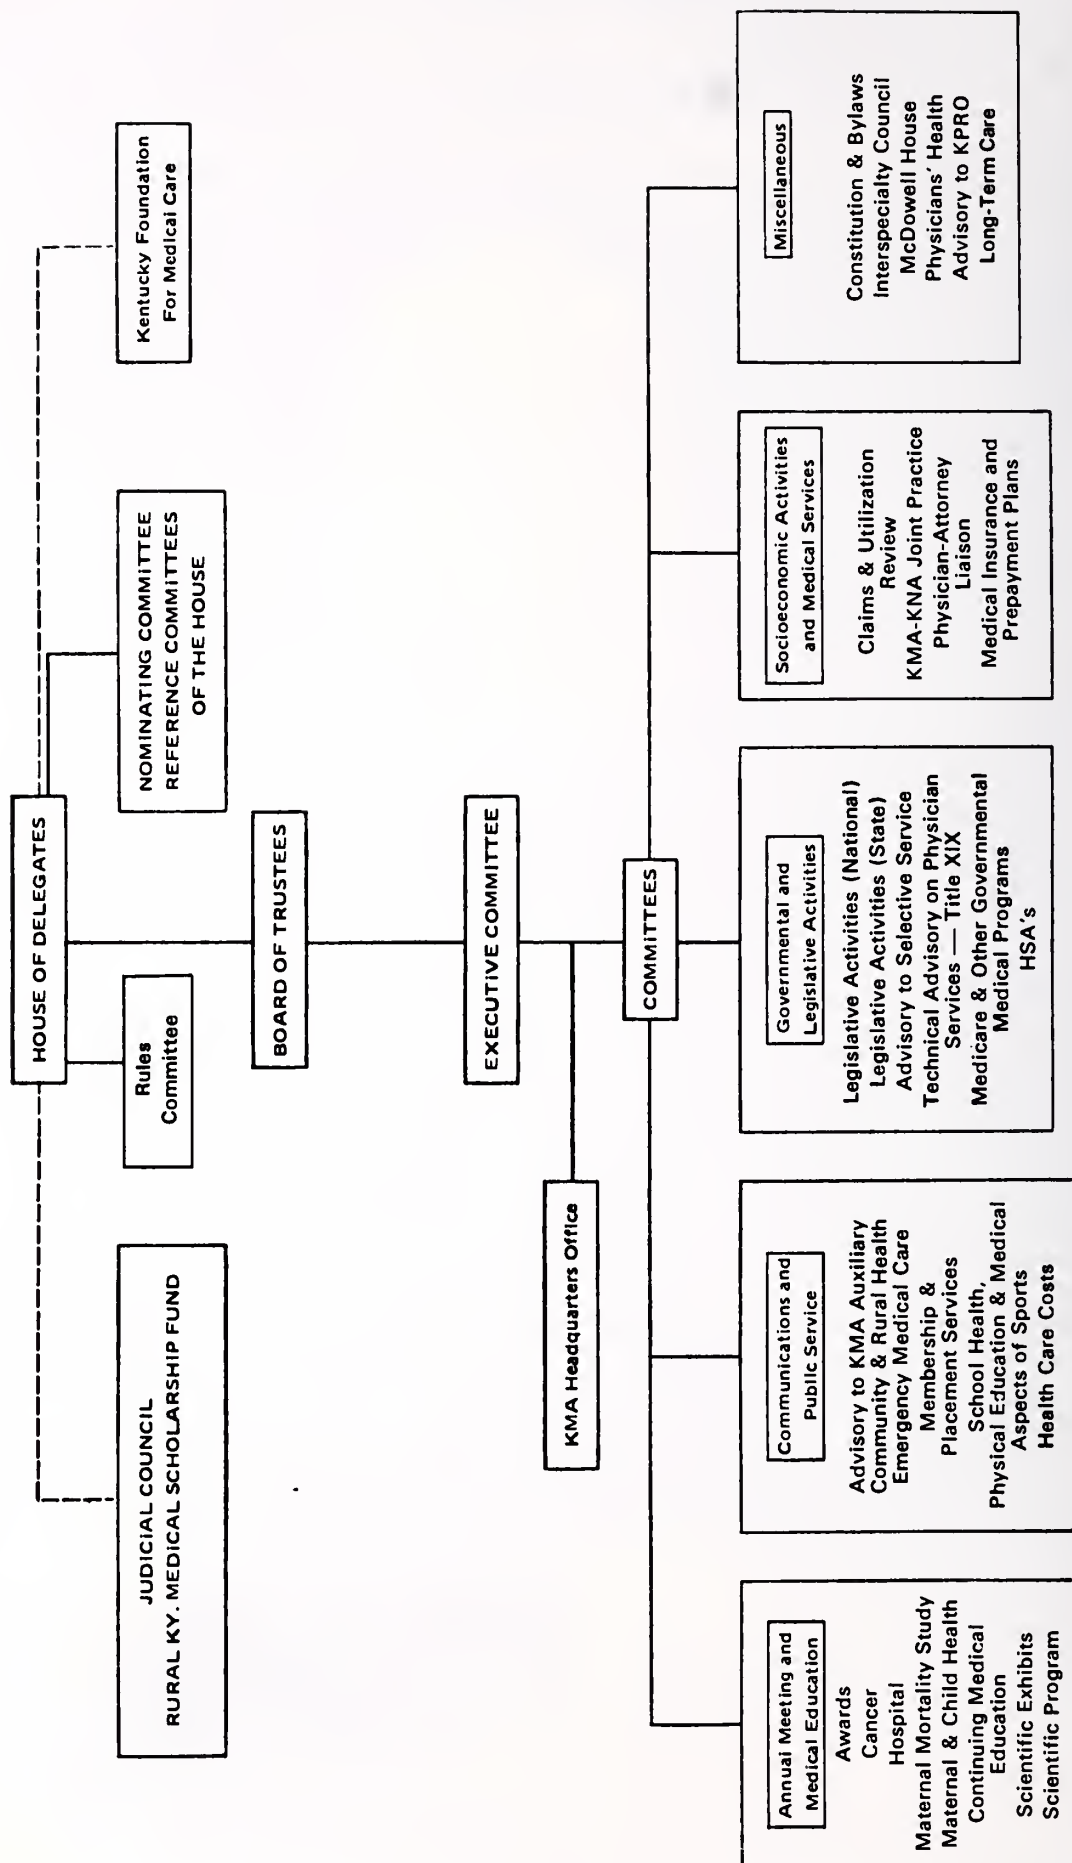 HOUSE OF DELEGATES
JUDICIAL COUNCIL
RURAL KY. MEDICAL SCHOLARSHIP FUND
Rules
Committee
NOMINATING COMMITTEE
REFERENCE COMMITTEES
OF THE HOUSE
Kentucky Foundation
For Medical Care
BOARD OF TRUSTEES
EXECUTIVE COMMITTEE
KMA Headquarters Office
COMMITTEES
Annual Meeting and
Medical Education
Awards
Cancer
Hospital
Maternal Mortality Study
Maternal & Child Health
Continuing Medical
Education
Scientific Exhibits
Scientific Program
Communications and
Public Service
Advisory to KMA Auxiliary
Community & Rural Health
Emergency Medical Care
Membership &
Placement Services
School Health,
Physical Education & Medical
Aspects of Sports
Health Care Costs
Governmental and
Legislative Activities
Legislative Activities (National)
Legislative Activities (State)
Advisory to Selective Service
Technical Advisory on Physician
Services — Title XIX
Medicare & Other Governmental
Medical Programs
HSA's
Socioeconomic Activities
and Medical Services
Claims & Utilization
Review
KMA-KNA Joint Practice
Physician-Attorney
Liaison
Medical Insurance and
Prepayment Plans
Miscellaneous
Constitution & Bylaws
Interspecialty Council
McDowell House
Physicians' Health
Advisory to KPRO
Long-Term Care